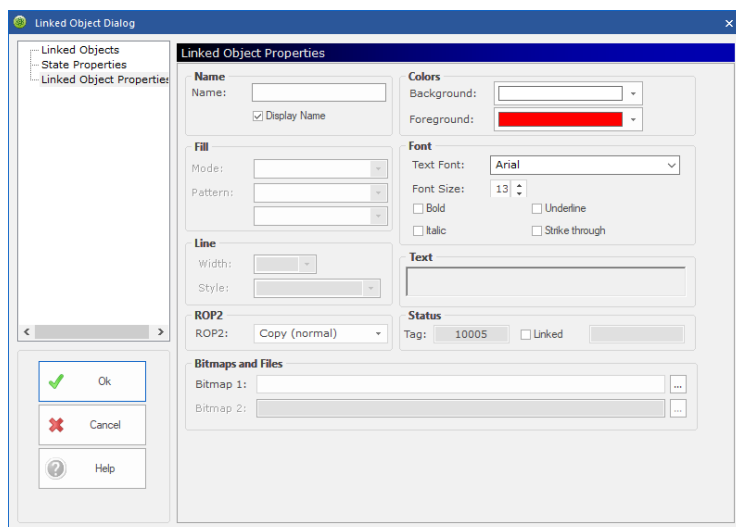 Linked Object Dialog
Linked Objects
State Properties
Linked Object Properties
Ok
Cancel
Help
Linked Object Properties
Name
Name:
Display Name
Colors
Background:
Foreground:
Fill
Mode:
Pattern:
Font
Text Font: Arial
Font Size: 13
Bold Underline
Italic Strike through
Line
Width:
Style:
Text
ROP2
ROP2: Copy (normal)
Status
Tag: 10005 Linked
Bitmaps and Files
Bitmap 1: ...
Bitmap 2: ...